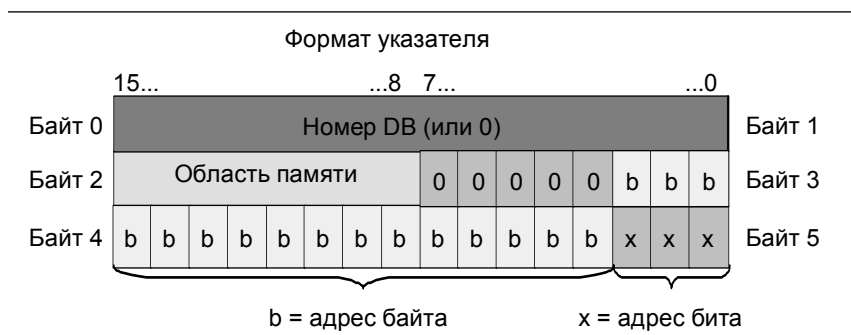 Формат указателя
15... ...8 7... ...0
Байт 0 Номер DB (или 0) Байт 1
Байт 2 Область памяти 0 0 0 0 0 b b b Байт 3
Байт 4 b b b b b b b b b b b b b x x x Байт 5
b = адрес байта x = адрес бита